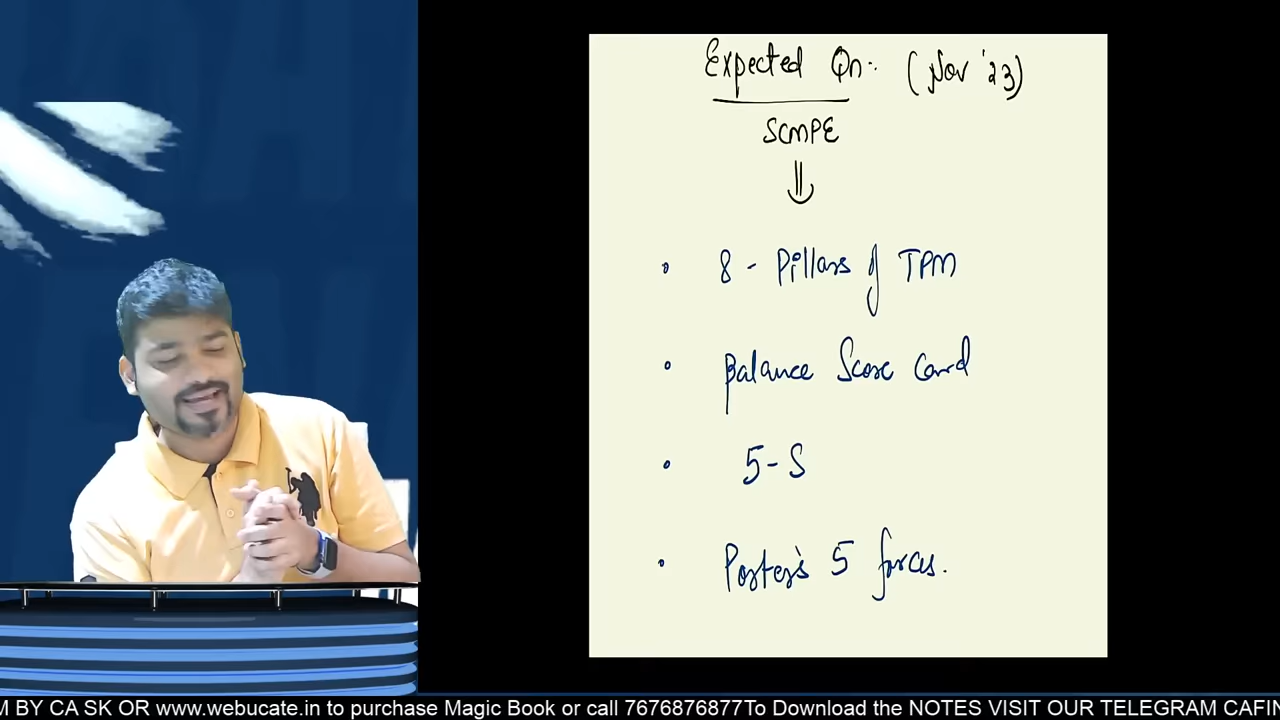 Expected Qn:- (Nov '23)
SCMPE
• 8 - Pillars of TPM
• Balance Score Card
• 5-S
• Porter's 5 forces.
M BY CA SK OR www.webucate.in to purchase Magic Book or call 7676876877To Download the NOTES VISIT OUR TELEGRAM CAFIN